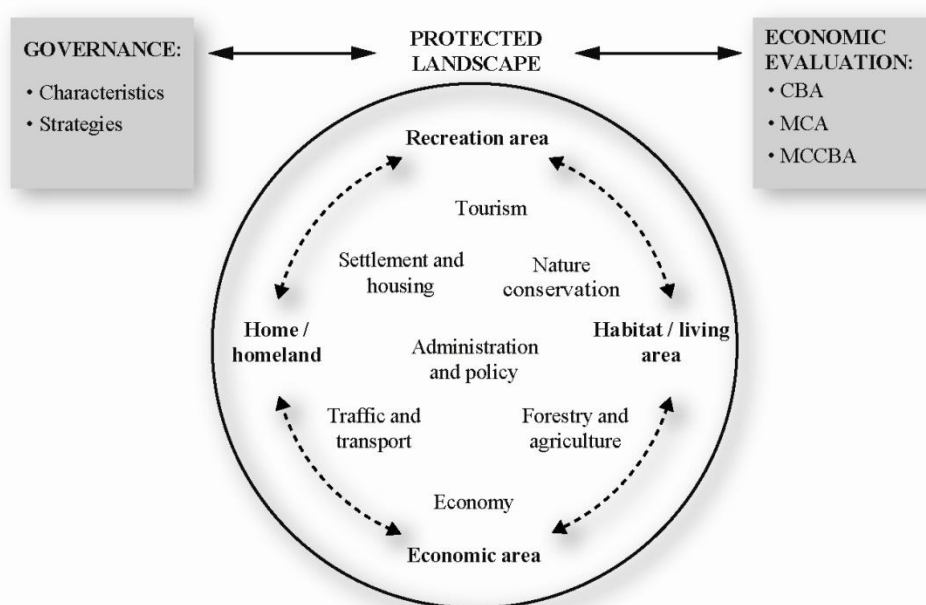 GOVERNANCE:
• Characteristics
• Strategies
PROTECTED
LANDSCAPE
ECONOMIC
EVALUATION:
• CBA
• MCA
• MCCBA
Recreation area
Tourism
Settlement and
housing
Nature
conservation
Home /
homeland
Administration
and policy
Habitat / living
area
Traffic and
transport
Forestry and
agriculture
Economy
Economic area